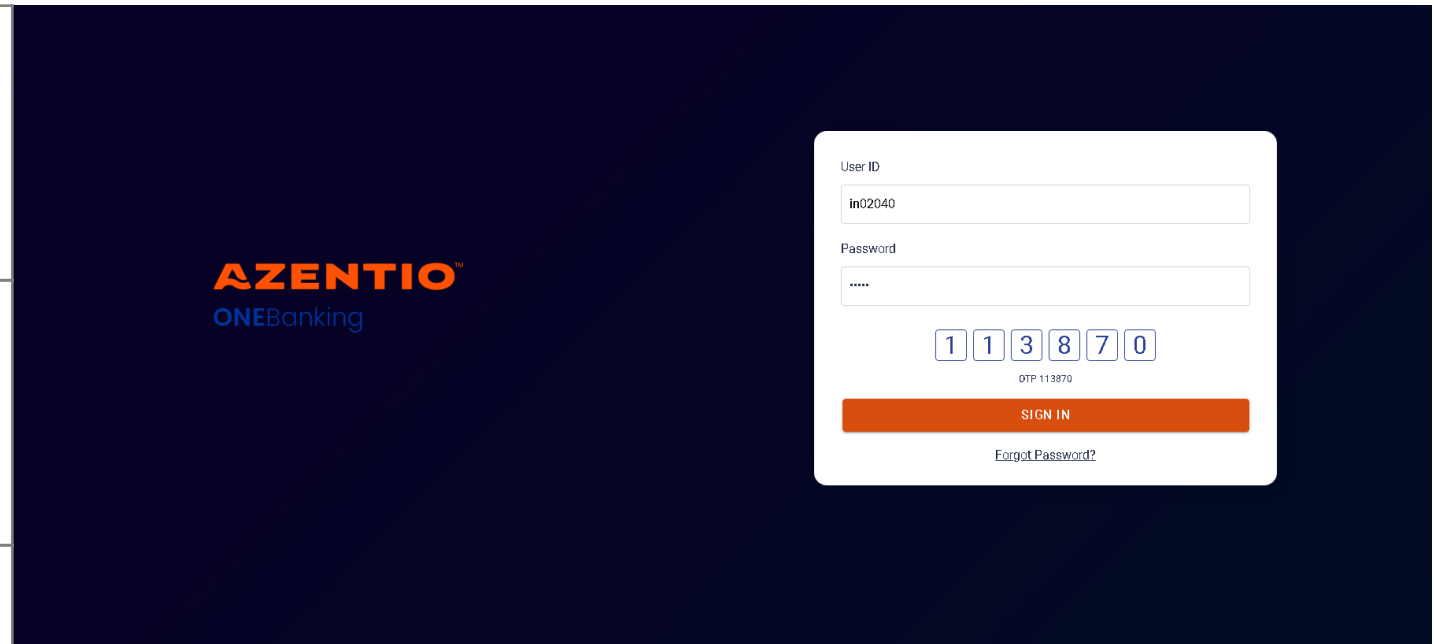 AZENTIO™
ONEBanking
User ID
in02040
Password
•••••
1 1 3 8 7 0
OTP 113870
SIGN IN
Forgot Password?